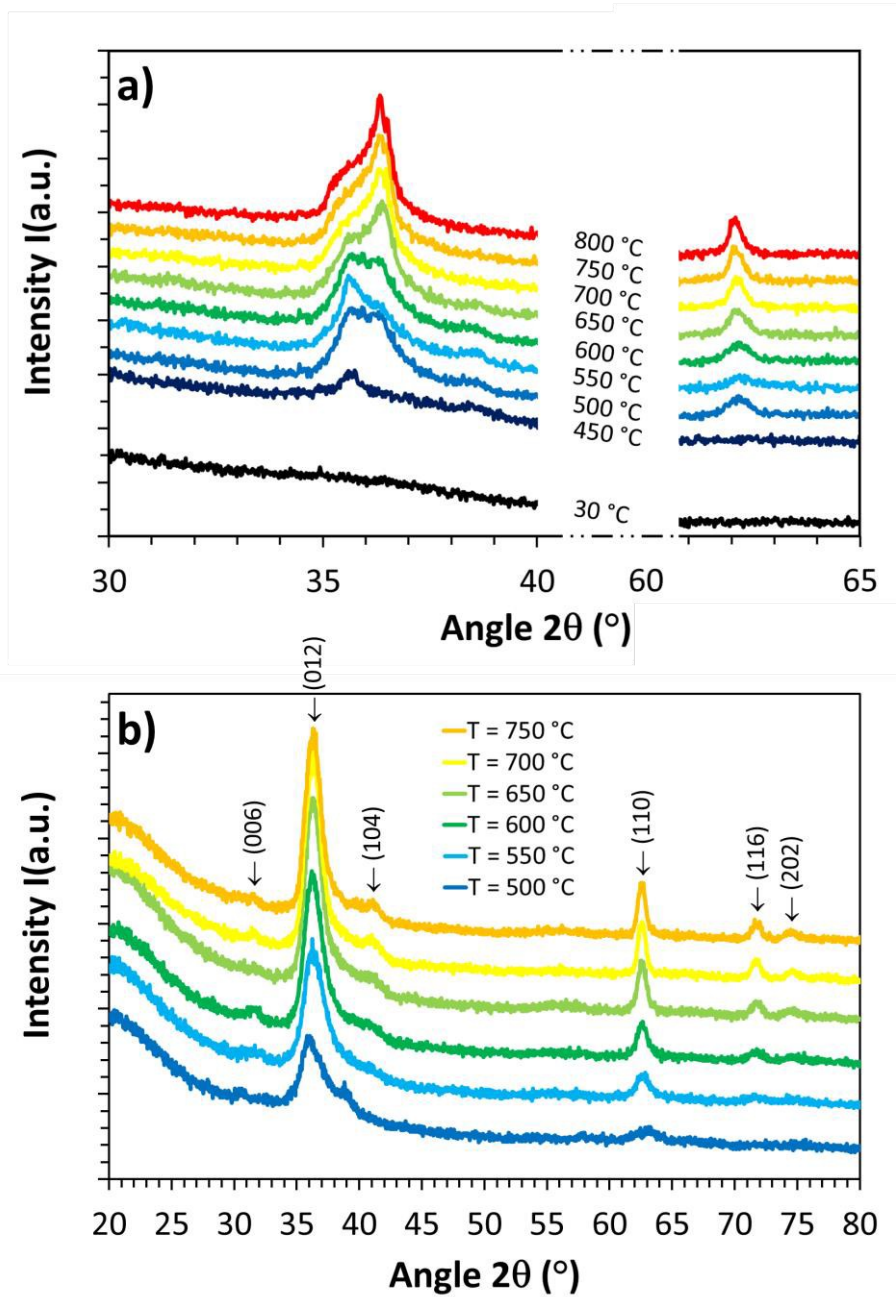 a)
Intensity I(a.u.)
800 °C
750 °C
700 °C
650 °C
600 °C
550 °C
500 °C
450 °C
30 °C
30 35 40 60 65
Angle 2θ (°)
b)
(006)
(012)
(104)
(110)
(116)
(202)
T = 750 °C
T = 700 °C
T = 650 °C
T = 600 °C
T = 550 °C
T = 500 °C
Intensity I(a.u.)
20 25 30 35 40 45 50 55 60 65 70 75 80
Angle 2θ (°)